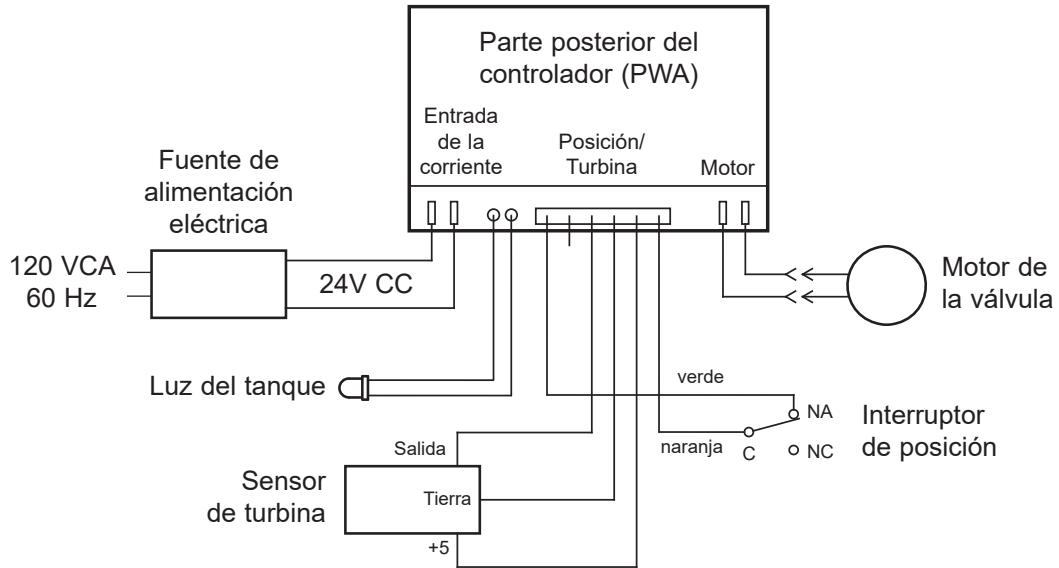 Parte posterior del
controlador (PWA)
Entrada
de la
corriente
Posición/
Turbina
Motor
Fuente de
alimentación
eléctrica
120 VCA
60 Hz
24V CC
Motor de
la válvula
Luz del tanque
verde
NA
Interruptor
de posición
naranja
C
NC
Salida
Sensor
de turbina
Tierra
+5